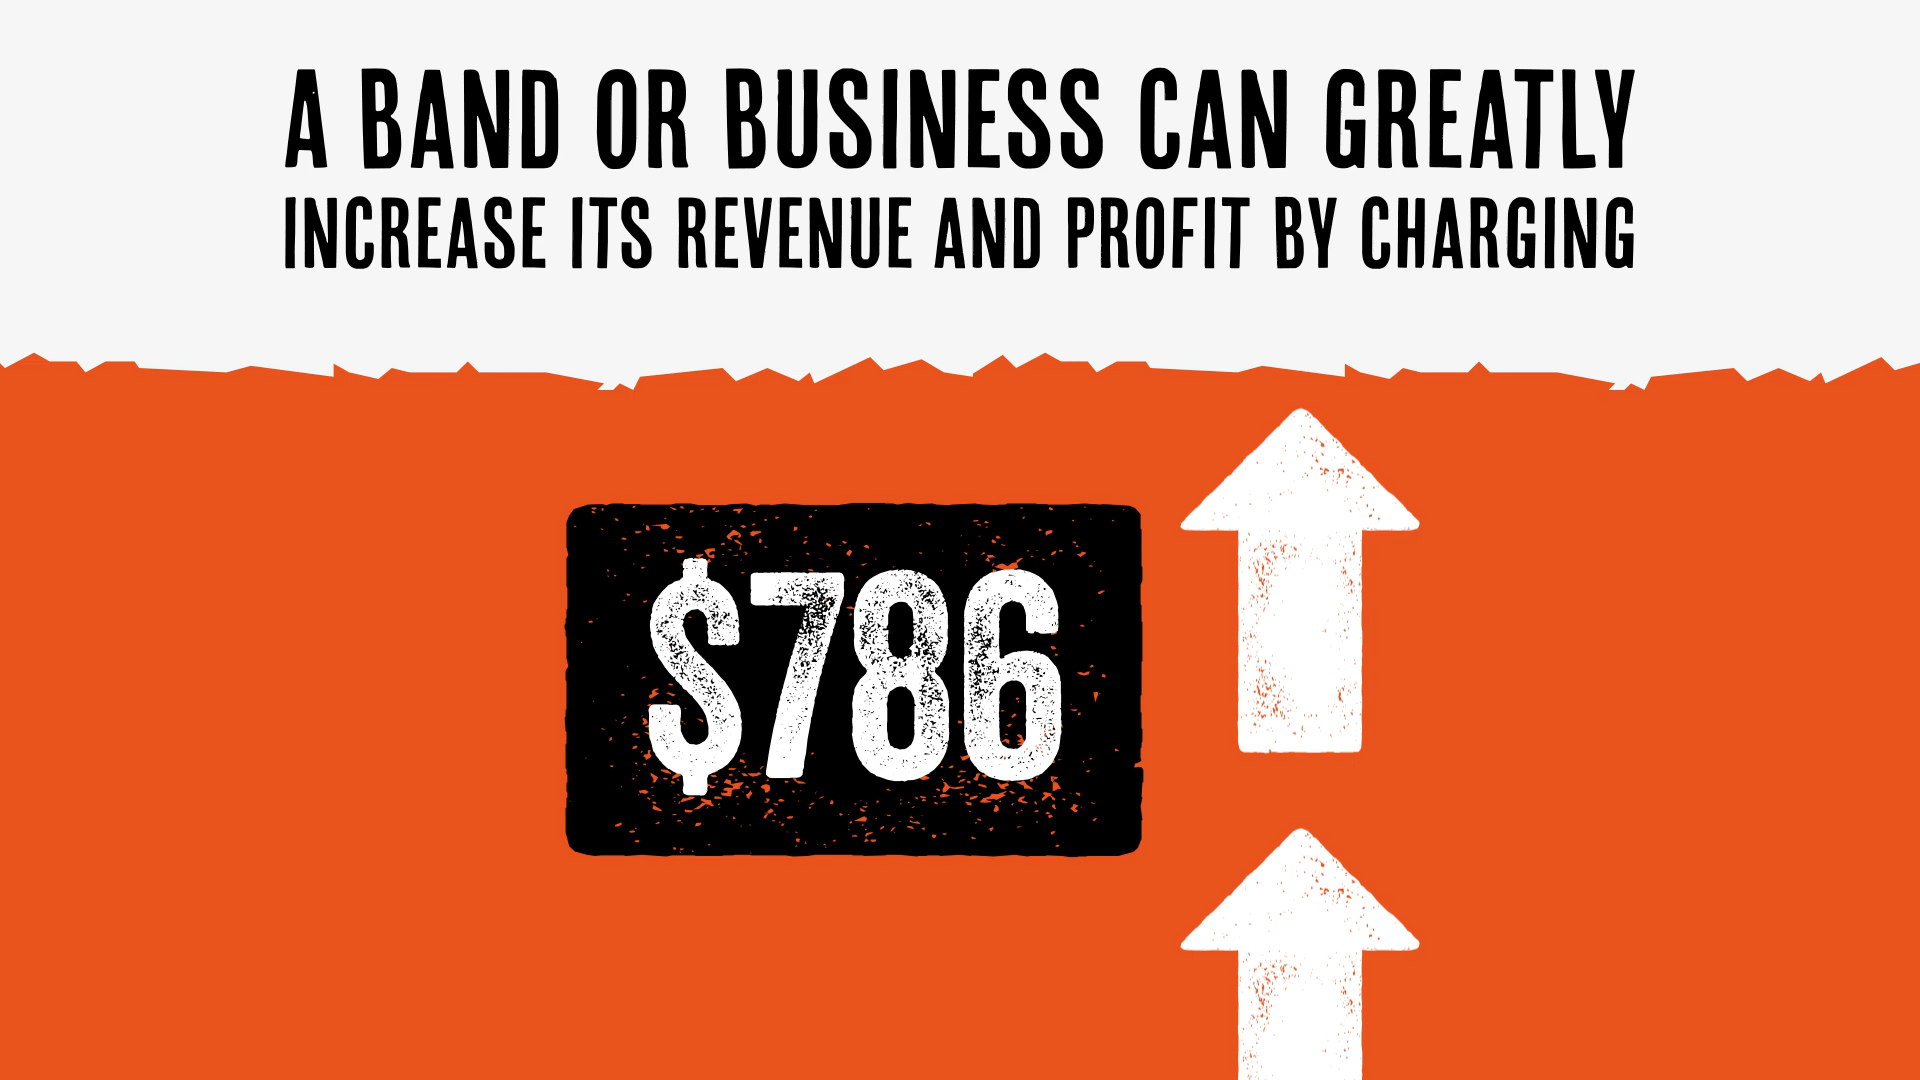 A BAND OR BUSINESS CAN GREATLY
INCREASE ITS REVENUE AND PROFIT BY CHARGING
$786